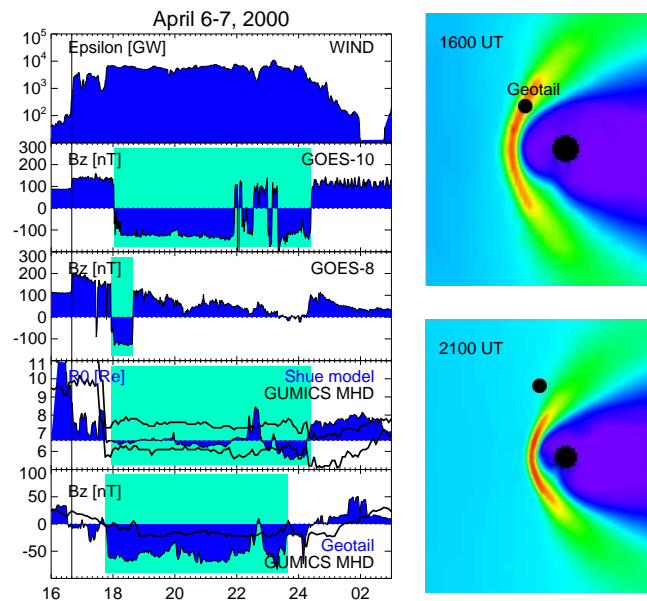 April 6-7, 2000
Epsilon [GW] WIND
10^5
10^4
10^3
10^2
Bz [nT] GOES-10
300
200
100
0
-100
Bz [nT] GOES-8
300
200
100
0
-100
R0 [Re] Shue model
GUMICS MHD
11
10
9
8
7
6
Bz [nT]
100
50
0
-50
Geotail
GUMICS MHD
16 18 20 22 24 02
1600 UT
Geotail
2100 UT